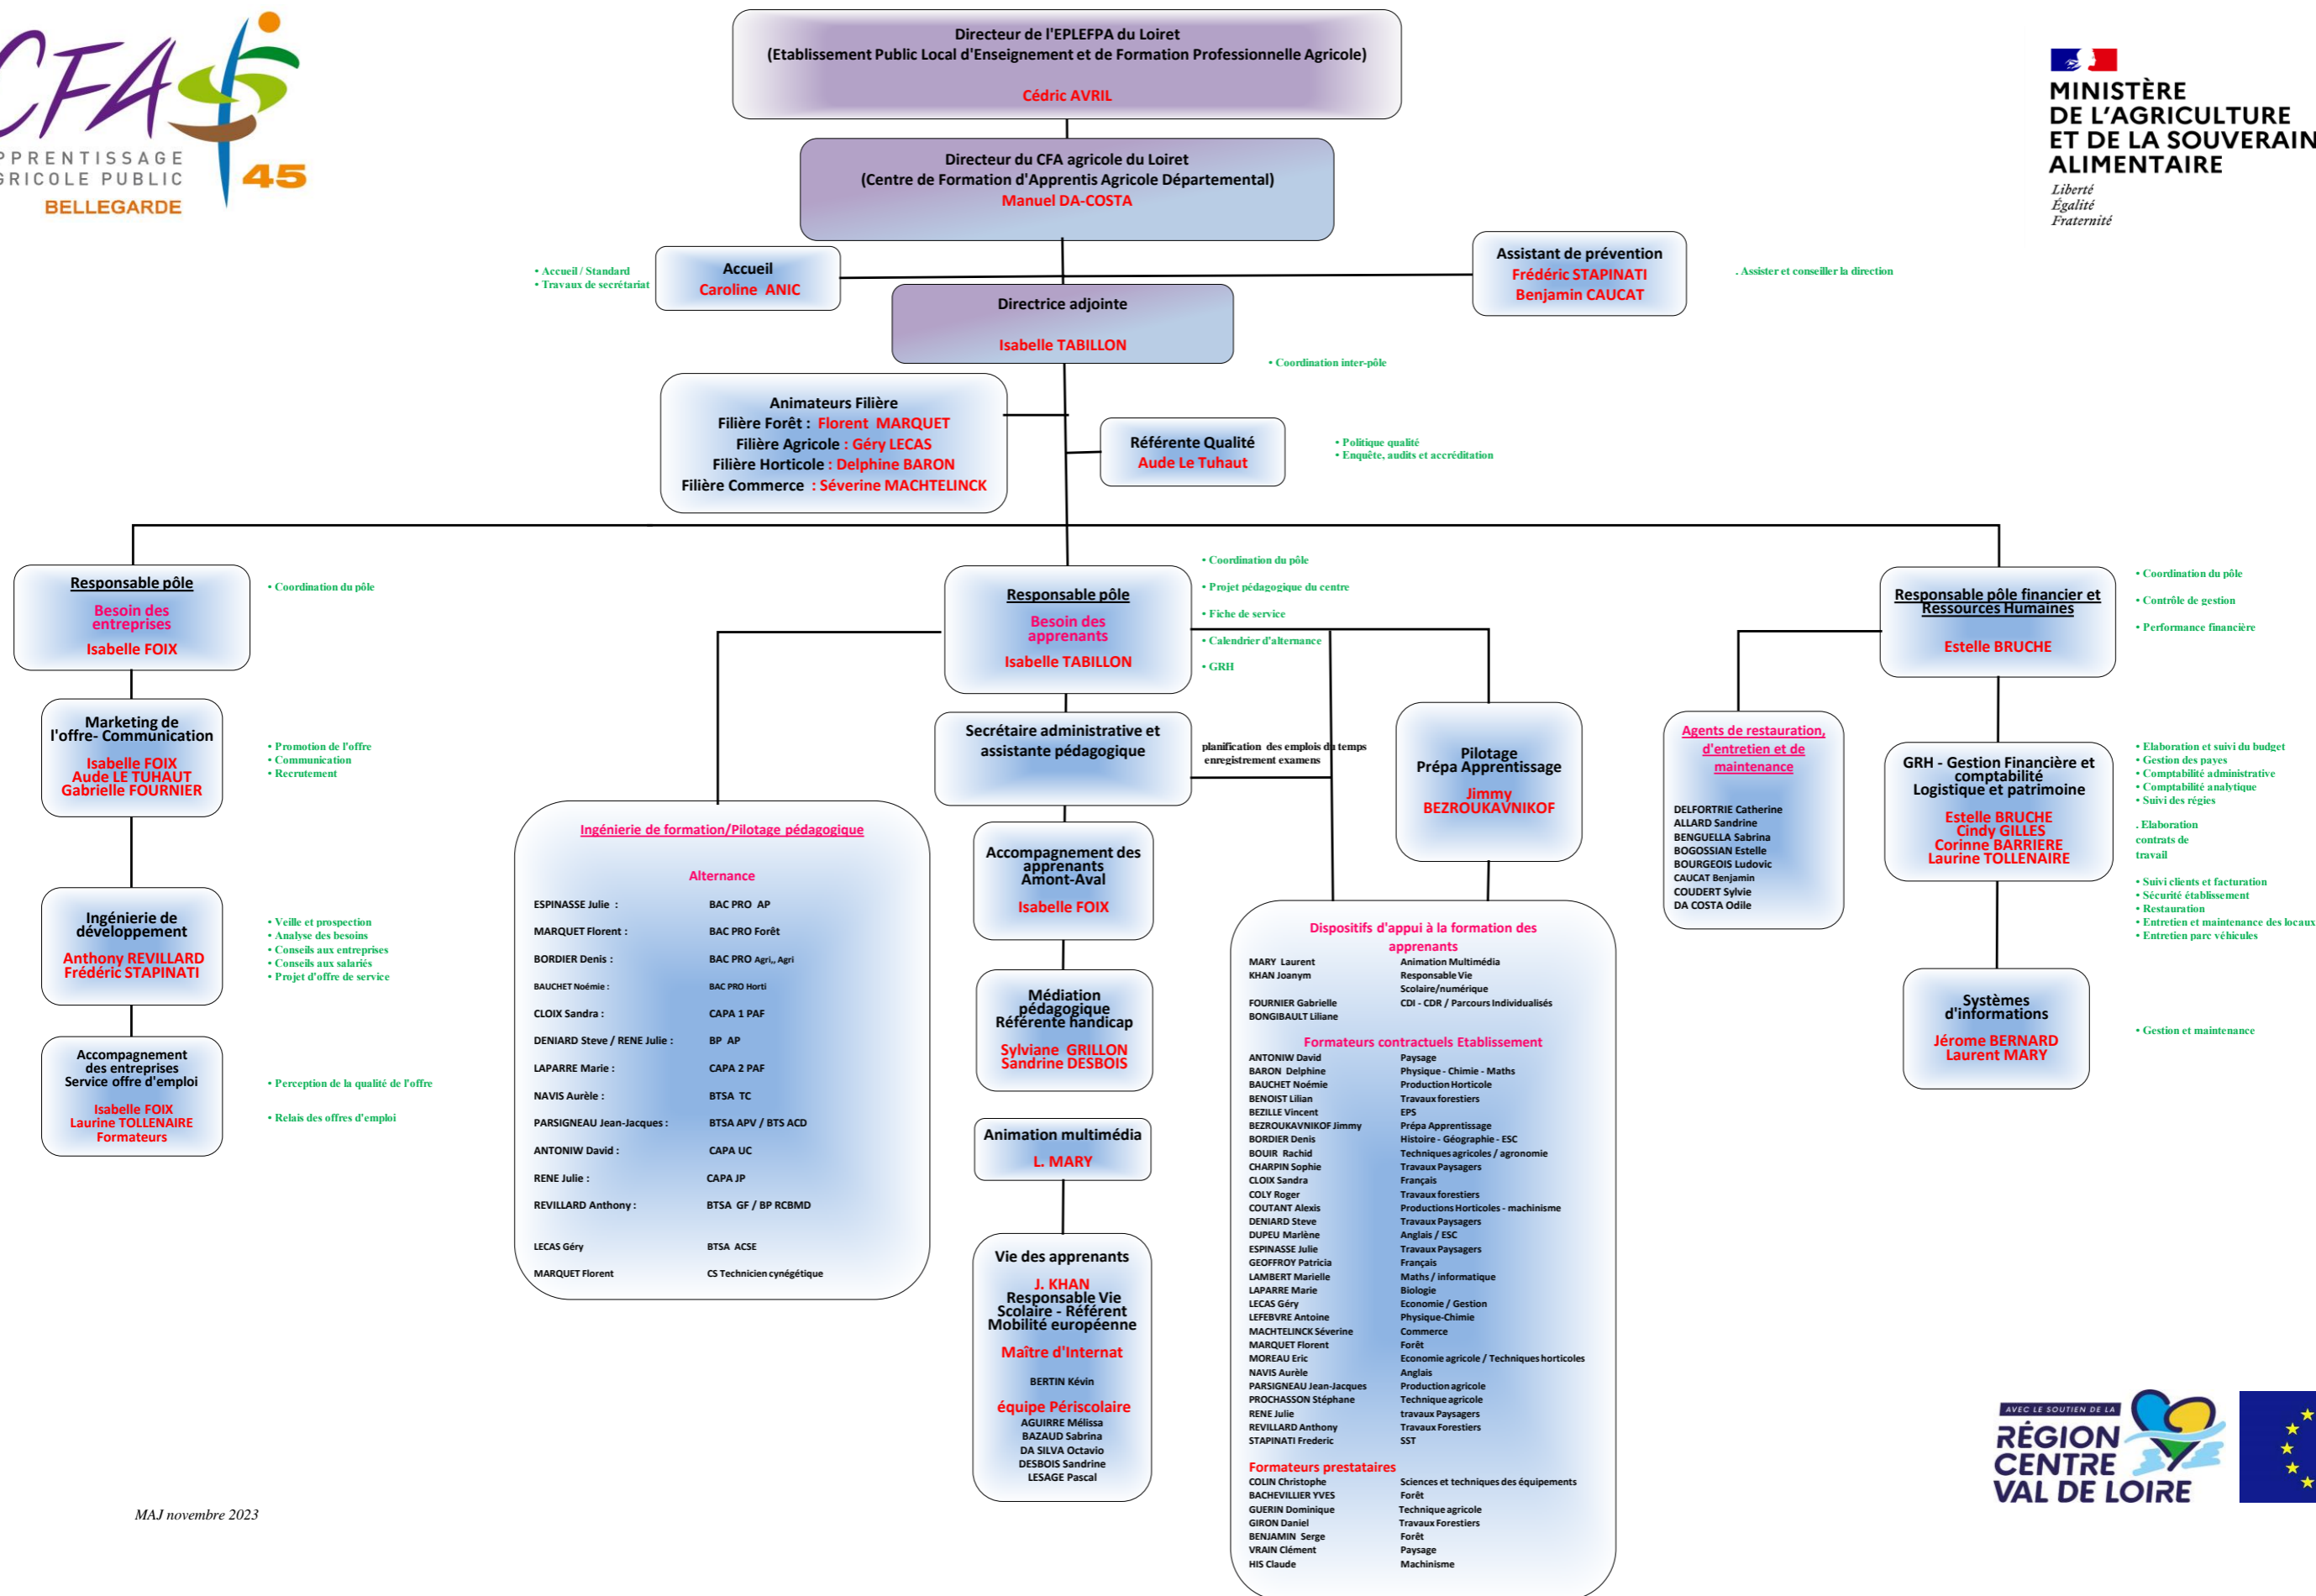 CFA
PPRENTISSAGE
GRICOLE PUBLIC
BELLEGARDE
45
Directeur de l'EPLEFPA du Loiret
(Etablissement Public Local d'Enseignement et de Formation Professionnelle Agricole)
Cédric AVRIL
MINISTÈRE
DE L'AGRICULTURE
ET DE LA SOUVERAIN
ALIMENTAIRE
Liberté
Égalité
Fraternité
Directeur du CFA agricole du Loiret
(Centre de Formation d'Apprentis Agricole Départemental)
Manuel DA-COSTA
• Accueil / Standard
• Travaux de secrétariat
Accueil
Caroline ANIC
Assistant de prévention
Frédéric STAPINATI
Benjamin CAUCAT
. Assister et conseiller la direction
Directrice adjointe
Isabelle TABILLON
• Coordination inter-pôle
Animateurs Filière
Filière Forêt : Florent MARQUET
Filière Agricole : Géry LECAS
Filière Horticole : Delphine BARON
Filière Commerce : Séverine MACHTELINCK
Référente Qualité
Aude Le Tuhaut
• Politique qualité
• Enquête, audits et accréditation
Responsable pôle
Besoin des
entreprises
Isabelle FOIX
• Coordination du pôle
Marketing de
l'offre- Communication
Isabelle FOIX
Aude LE TUHAUT
Gabrielle FOURNIER
• Promotion de l'offre
• Communication
• Recrutement
Ingénierie de
développement
Anthony REVILLARD
Frédéric STAPINATI
• Veille et prospection
• Analyse des besoins
• Conseils aux entreprises
• Conseils aux salariés
• Projet d'offre de service
Accompagnement
des entreprises
Service offre d'emploi
Isabelle FOIX
Laurine TOLLENAIRE
Formateurs
• Perception de la qualité de l'offre
• Relais des offres d'emploi
Responsable pôle
Besoin des
apprenants
Isabelle TABILLON
• Coordination du pôle
• Projet pédagogique du centre
• Fiche de service
• Calendrier d'alternance
• GRH
Secrétaire administrative et
assistante pédagogique
planification des emplois du temps
enregistrement examens
Pilotage
Prépa Apprentissage
Jimmy
BEZROUKAVNIKOF
Ingénierie de formation/Pilotage pédagogique
Alternance
ESPINASSE Julie : BAC PRO AP
MARQUET Florent : BAC PRO Forêt
BORDIER Denis : BAC PRO Agri,, Agri
BAUCHET Noémie : BAC PRO Horti
CLOIX Sandra : CAPA 1 PAF
DENIARD Steve / RENE Julie : BP AP
LAPARRE Marie : CAPA 2 PAF
NAVIS Aurèle : BTSA TC
PARSIGNEAU Jean-Jacques : BTSA APV / BTS ACD
ANTONIW David : CAPA UC
RENE Julie : CAPA JP
REVILLARD Anthony : BTSA GF / BP RCBMD
LECAS Géry BTSA ACSE
MARQUET Florent CS Technicien cynégétique
Accompagnement des
apprenants
Amont-Aval
Isabelle FOIX
Médiation
pédagogique
Référente handicap
Sylviane GRILLON
Sandrine DESBOIS
Animation multimédia
L. MARY
Vie des apprenants
J. KHAN
Responsable Vie
Scolaire - Référent
Mobilité européenne
Maître d'Internat
BERTIN Kévin
équipe Périscolaire
AGUIRRE Mélissa
BAZAUD Sabrina
DA SILVA Octavio
DESBOIS Sandrine
LESAGE Pascal
Dispositifs d'appui à la formation des
apprenants
MARY Laurent Animation Multimédia
KHAN Joanym Responsable Vie
Scolaire/numérique
FOURNIER Gabrielle CDI - CDR / Parcours Individualisés
BONGIBAULT Liliane
Formateurs contractuels Etablissement
ANTONIW David Paysage
BARON Delphine Physique - Chimie - Maths
BAUCHET Noémie Production Horticole
BENOIST Lilian Travaux forestiers
BEZILLE Vincent EPS
BEZROUKAVNIKOF Jimmy Prépa Apprentissage
BORDIER Denis Histoire - Géographie - ESC
BOUIR Rachid Techniques agricoles / agronomie
CHARPIN Sophie Travaux Paysagers
CLOIX Sandra Français
COLY Roger Travaux forestiers
COUTANT Alexis Productions Horticoles - machinisme
DENIARD Steve Travaux Paysagers
DUPEU Marlène Anglais / ESC
ESPINASSE Julie Travaux Paysagers
GEOFFROY Patricia Français
LAMBERT Marielle Maths / informatique
LAPARRE Marie Biologie
LECAS Géry Economie / Gestion
LEFEBVRE Antoine Physique-Chimie
MACHTELINCK Séverine Commerce
MARQUET Florent Forêt
MOREAU Eric Economie agricole / Techniques horticoles
NAVIS Aurèle Anglais
PARSIGNEAU Jean-Jacques Production agricole
PROCHASSON Stéphane Technique agricole
RENE Julie travaux Paysagers
REVILLARD Anthony Travaux Forestiers
STAPINATI Frederic SST
Formateurs prestataires
COLIN Christophe Sciences et techniques des équipements
BACHEVILLIER YVES Forêt
GUERIN Dominique Technique agricole
GIRON Daniel Travaux Forestiers
BENJAMIN Serge Forêt
VRAIN Clément Paysage
HIS Claude Machinisme
Responsable pôle financier et
Ressources Humaines
Estelle BRUCHE
• Coordination du pôle
• Contrôle de gestion
• Performance financière
Agents de restauration,
d'entretien et de
maintenance
DELFORTRIE Catherine
ALLARD Sandrine
BENGUELLA Sabrina
BOGOSSIAN Estelle
BOURGEOIS Ludovic
CAUCAT Benjamin
COUDERT Sylvie
DA COSTA Odile
GRH - Gestion Financière et
comptabilité
Logistique et patrimoine
Estelle BRUCHE
Cindy GILLES
Corinne BARRIERE
Laurine TOLLENAIRE
• Elaboration et suivi du budget
• Gestion des payes
• Comptabilité administrative
• Comptabilité analytique
• Suivi des régies
. Elaboration
contrats de
travail
• Suivi clients et facturation
• Sécurité établissement
• Restauration
• Entretien et maintenance des locaux
• Entretien parc véhicules
Systèmes
d'informations
Jérome BERNARD
Laurent MARY
• Gestion et maintenance
AVEC LE SOUTIEN DE LA
RÉGION
CENTRE
VAL DE LOIRE
MAJ novembre 2023